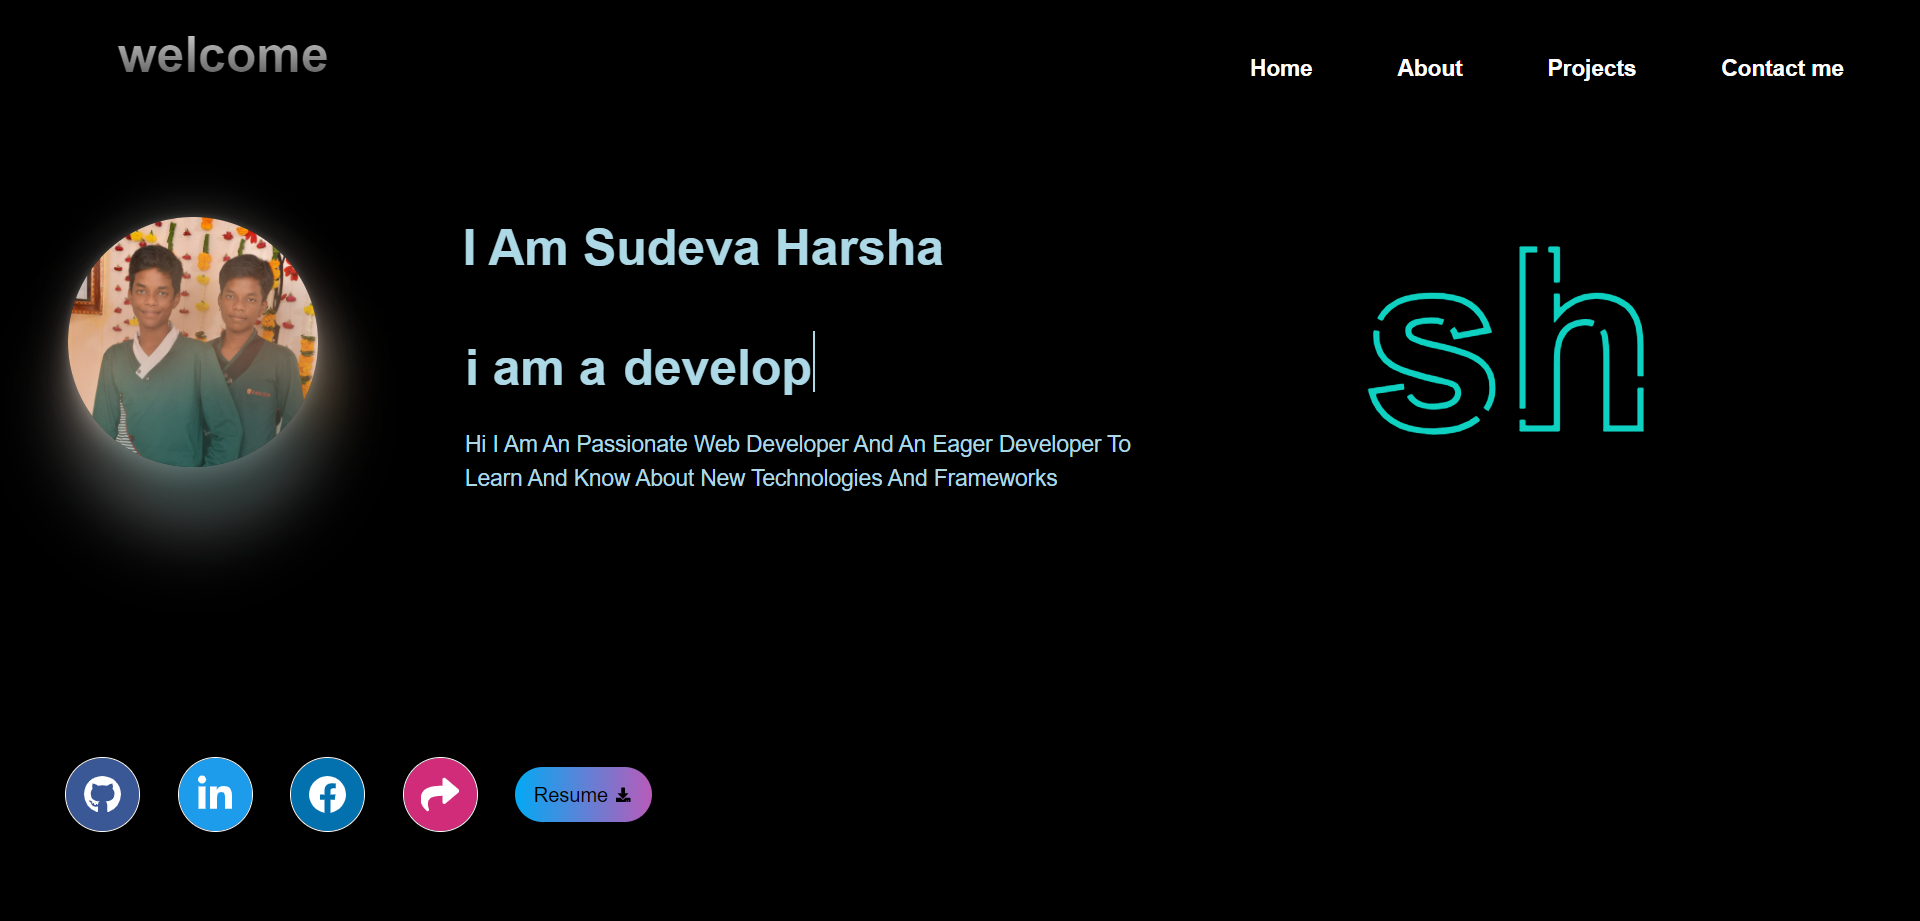 welcome
Home
About
Projects
Contact me
I Am Sudeva Harsha
i am a develop
Hi I Am An Passionate Web Developer And An Eager Developer To
Learn And Know About New Technologies And Frameworks
sh
in
Resume